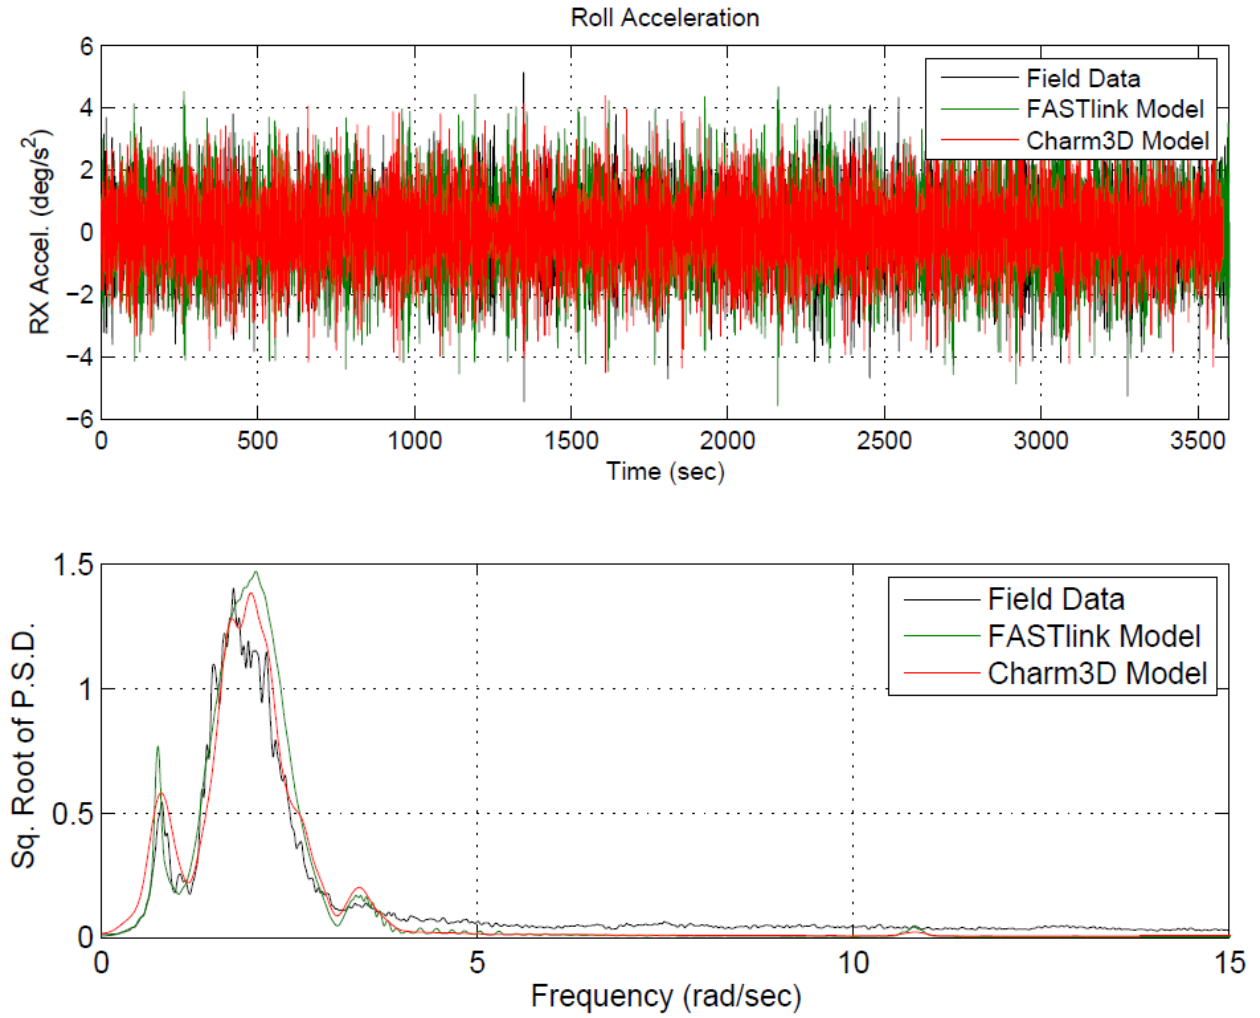 Roll Acceleration
6
4
2
0
−2
−4
−6
RX Accel. (deg/s²)
Field Data
FASTlink Model
Charm3D Model
0 500 1000 1500 2000 2500 3000 3500
Time (sec)
1.5
1
0.5
0
Sq. Root of P.S.D.
Field Data
FASTlink Model
Charm3D Model
0 5 10 15
Frequency (rad/sec)